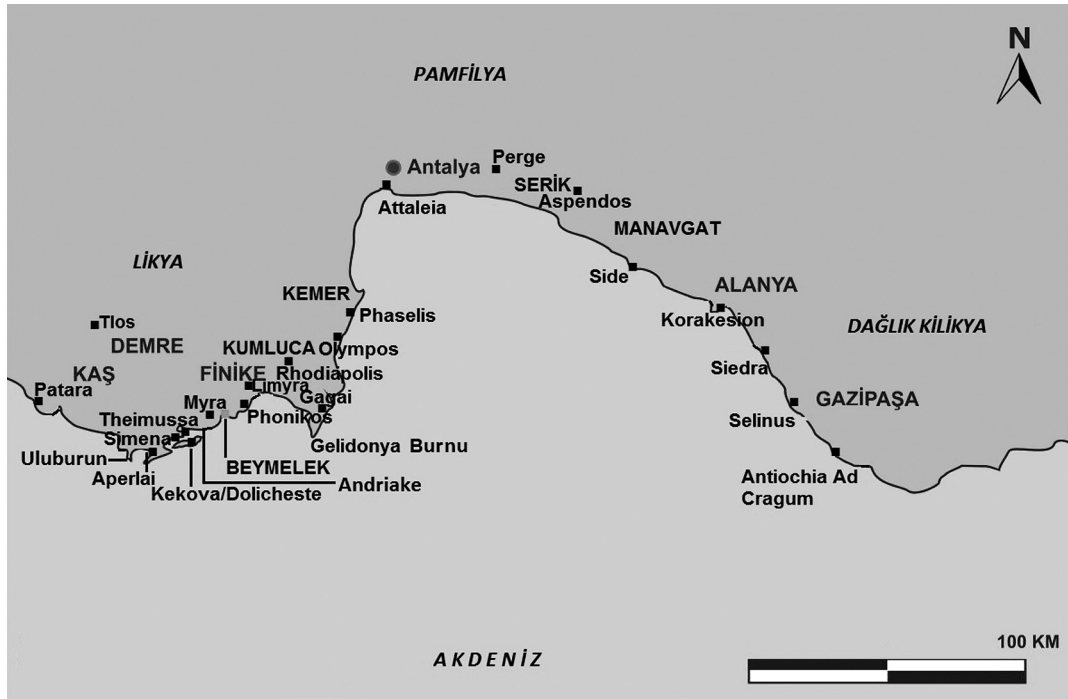 N
PAMFİLYA
Perge
Antalya
SERİK
Aspendos
Attaleia
MANAVGAT
LİKYA
Side
ALANYA
KEMER
Korakesion
Phaselis
Tlos
DAĞLIK KİLİKYA
DEMRE
KUMLUCA
Olympos
Siedra
KAŞ
FİNİKE
Rhodiapolis
Patara
Limyra
Gagai
GAZİPAŞA
Myra
Theimussa
Phonikos
Selinus
Simena
Gelidonya Burnu
Uluburun
BEYMELEK
Aperlai
Andriake
Antiochia Ad
Cragum
Kekova/Dolicheste
100 KM
AKDENİZ